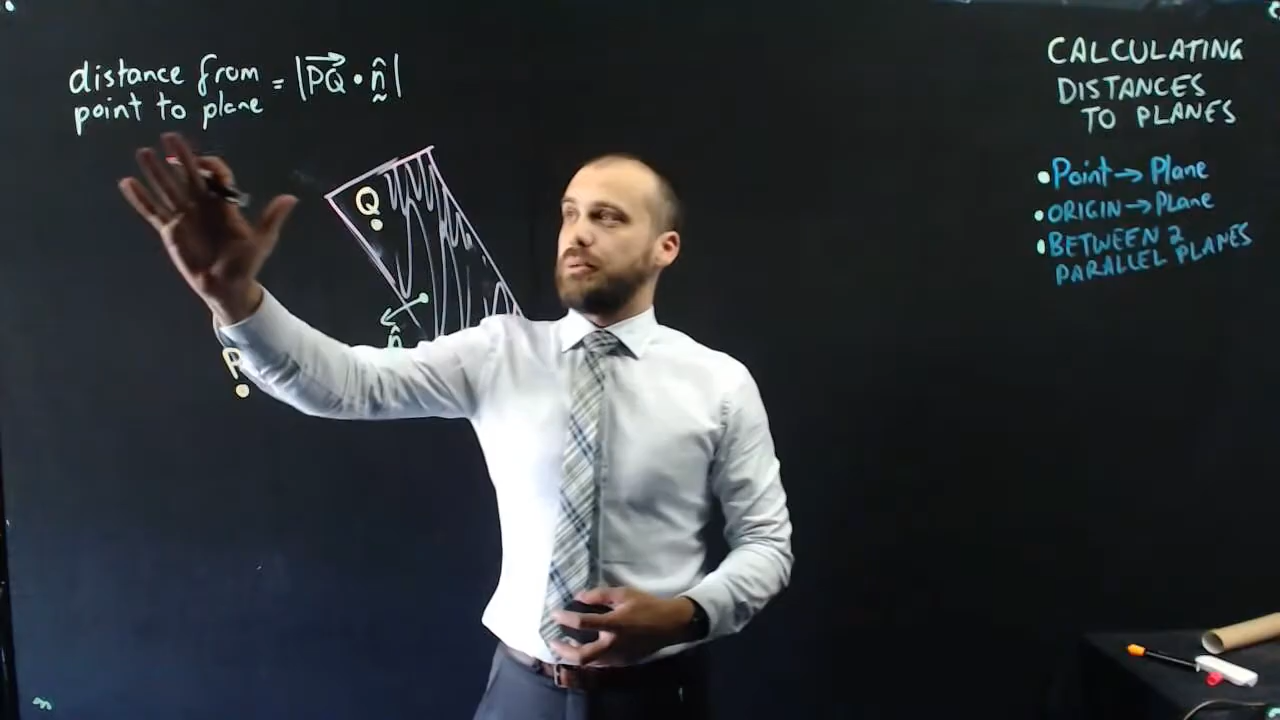 distance from
point to plane = |PQ⃗ • n̂|
Q
n̂
P
CALCULATING
DISTANCES
TO PLANES
• Point → Plane
• ORIGIN → Plane
• BETWEEN 2
PARALLEL PLANES